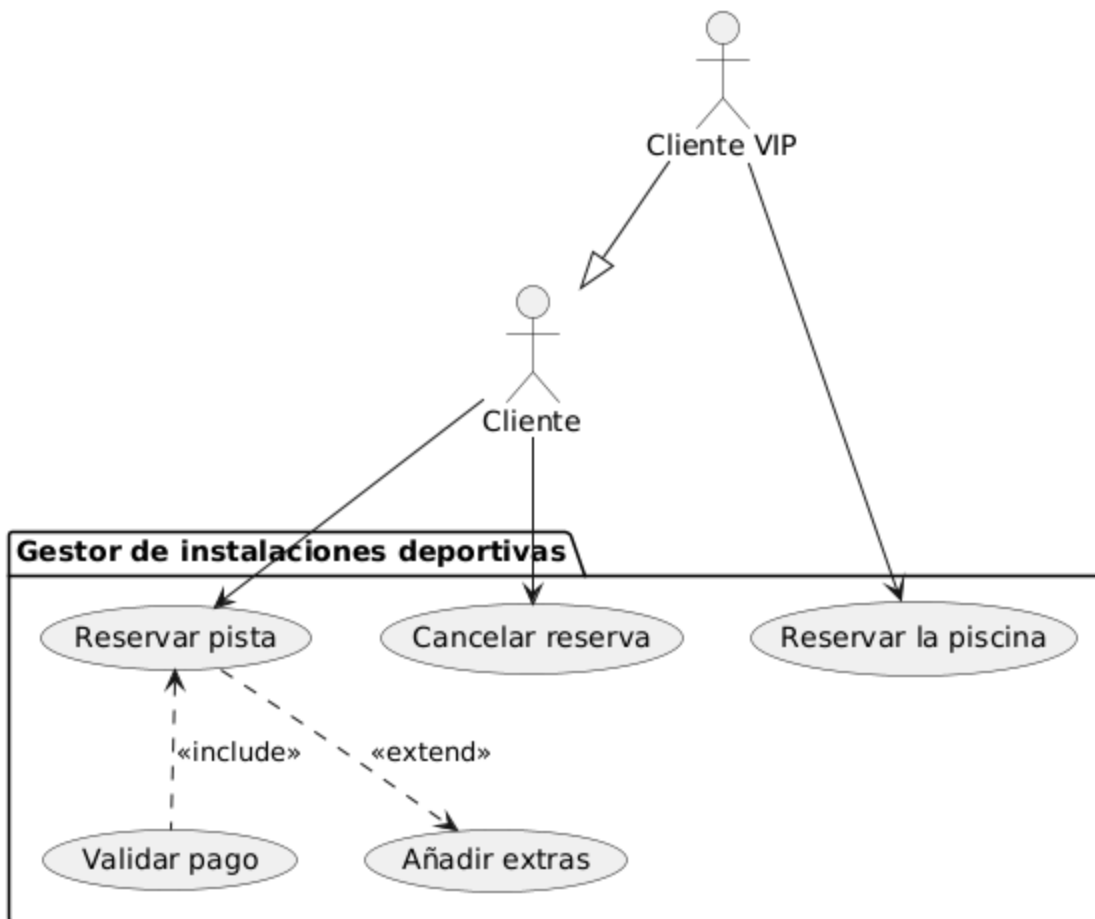 Cliente VIP
Cliente
Gestor de instalaciones deportivas
Reservar pista
Cancelar reserva
Reservar la piscina
«include»
«extend»
Validar pago
Añadir extras